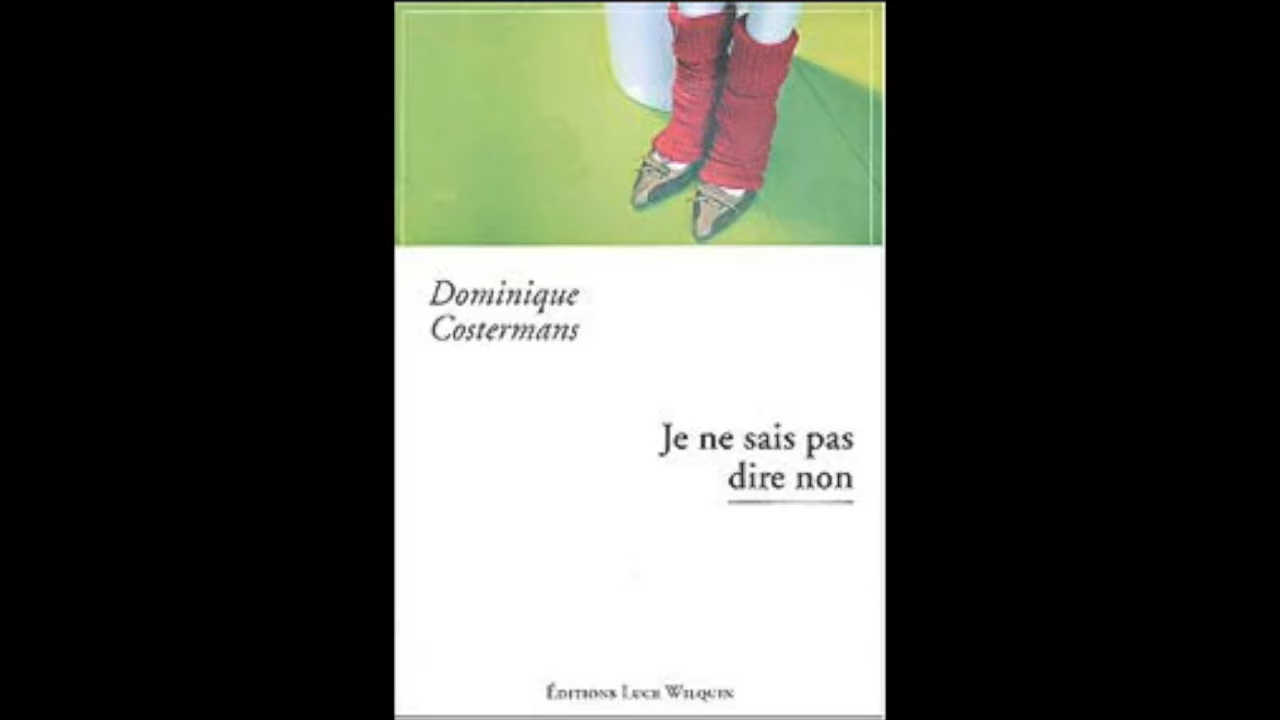 Dominique
Costermans
Je ne sais pas
dire non
Éditions Luce Wilquin